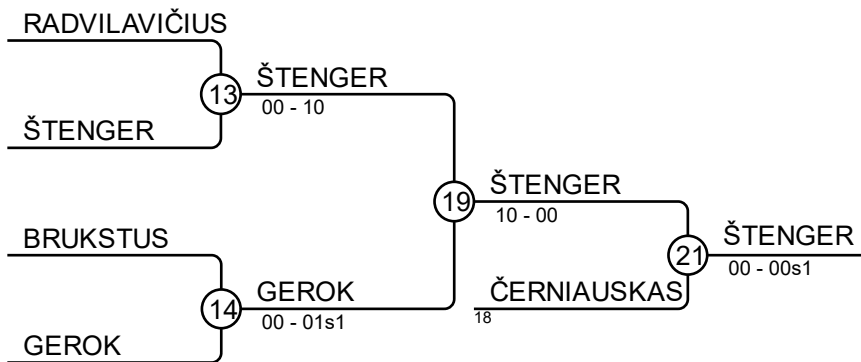 RADVILAVIČIUS
13
ŠTENGER
00 - 10
ŠTENGER
19
ŠTENGER
10 - 00
BRUKSTUS
14
GEROK
00 - 01s1
GEROK
21
ŠTENGER
00 - 00s1
ČERNIAUSKAS
18